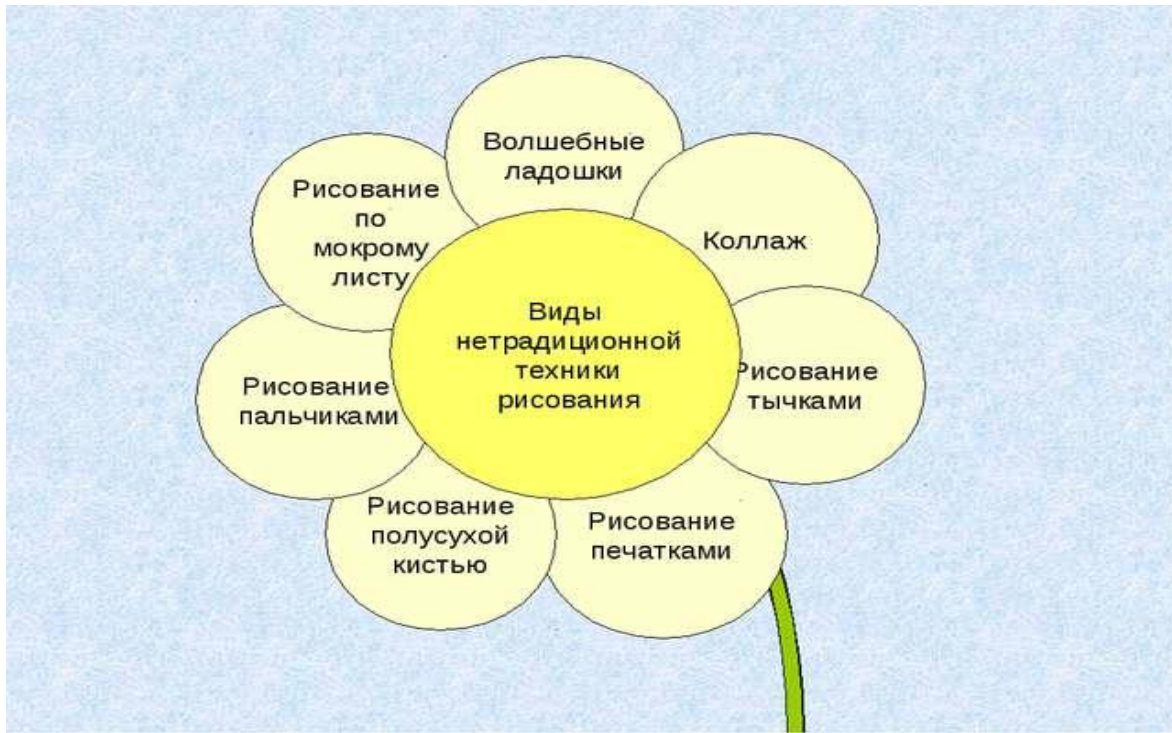 Волшебные
ладошки
Коллаж
Рисование
тычками
Рисование
печатками
Рисование
полусухой
кистью
Рисование
пальчиками
Рисование
по
мокрому
листу
Виды
нетрадиционной
техники
рисования